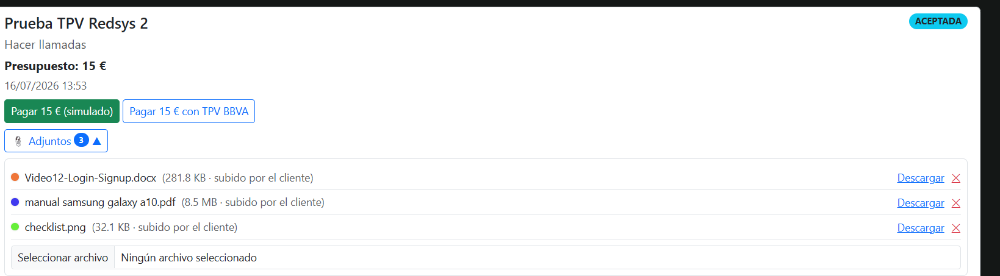 Prueba TPV Redsys 2
ACEPTADA
Hacer llamadas
Presupuesto: 15 €
16/07/2026 13:53
Pagar 15 € (simulado) Pagar 15 € con TPV BBVA
Adjuntos 3 ▲
Video12-Login-Signup.docx (281.8 KB · subido por el cliente) Descargar
manual samsung galaxy a10.pdf (8.5 MB · subido por el cliente) Descargar
checklist.png (32.1 KB · subido por el cliente) Descargar
Seleccionar archivo Ningún archivo seleccionado